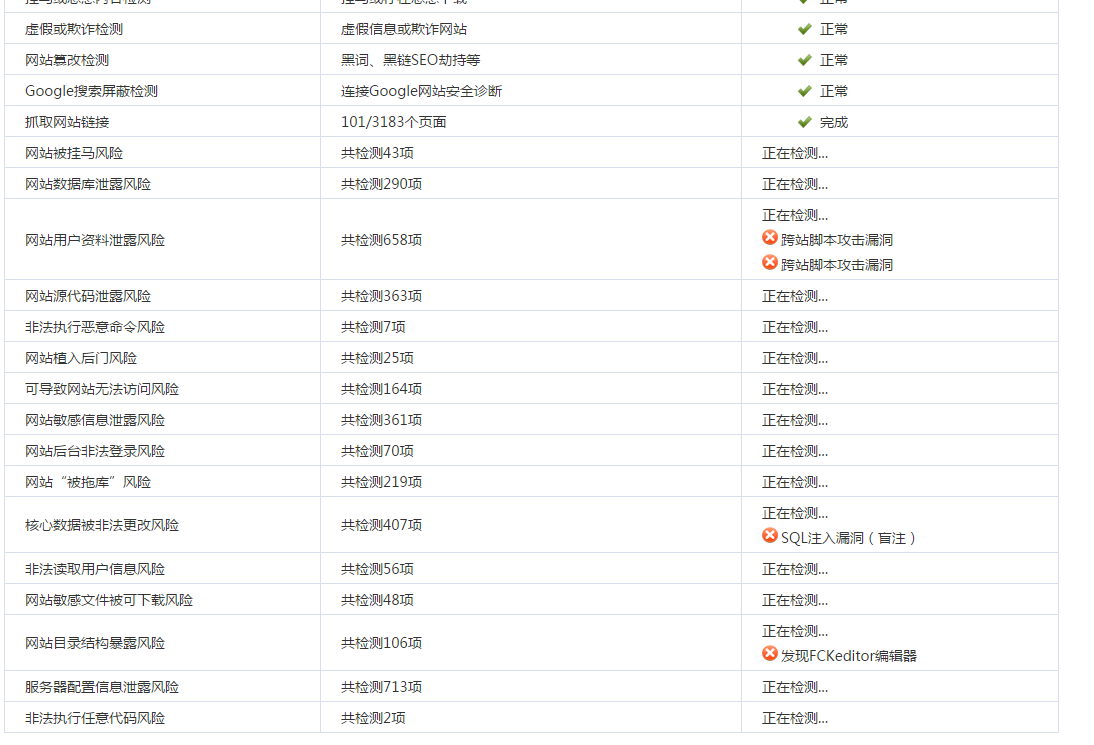 虚假或欺诈检测 虚假信息或欺诈网站 正常
网站篡改检测 黑词、黑链SEO劫持等 正常
Google搜索屏蔽检测 连接Google网站安全诊断 正常
抓取网站链接 101/3183个页面 完成
网站被挂马风险 共检测43项 正在检测...
网站数据库泄露风险 共检测290项 正在检测...
正在检测...
网站用户资料泄露风险 共检测658项 跨站脚本攻击漏洞
跨站脚本攻击漏洞
网站源代码泄露风险 共检测363项 正在检测...
非法执行恶意命令风险 共检测7项 正在检测...
网站植入后门风险 共检测25项 正在检测...
可导致网站无法访问风险 共检测164项 正在检测...
网站敏感信息泄露风险 共检测361项 正在检测...
网站后台非法登录风险 共检测70项 正在检测...
网站“被拖库”风险 共检测219项 正在检测...
核心数据被非法更改风险 共检测407项 正在检测...
SQL注入漏洞（盲注）
非法读取用户信息风险 共检测56项 正在检测...
网站敏感文件被可下载风险 共检测48项 正在检测...
网站目录结构暴露风险 共检测106项 正在检测...
发现FCKeditor编辑器
服务器配置信息泄露风险 共检测713项 正在检测...
非法执行任意代码风险 共检测2项 正在检测...